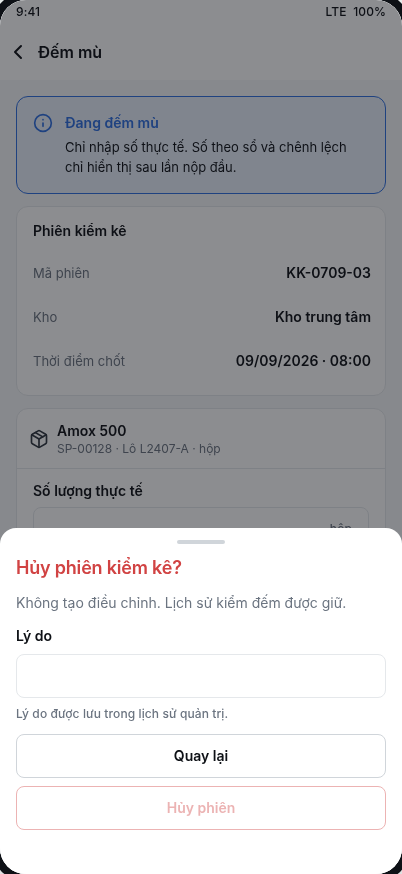 9:41
LTE 100%
Đếm mù
Đang đếm mù
Chỉ nhập số thực tế. Số theo sổ và chênh lệch
chỉ hiển thị sau lần nộp đầu.
Phiên kiểm kê
Mã phiên
KK-0709-03
Kho
Kho trung tâm
Thời điểm chốt
09/09/2026 · 08:00
Amox 500
SP-00128 · Lô L2407-A · hộp
Số lượng thực tế
hộp
Hủy phiên kiểm kê?
Không tạo điều chỉnh. Lịch sử kiểm đếm được giữ.
Lý do
Lý do được lưu trong lịch sử quản trị.
Quay lại
Hủy phiên